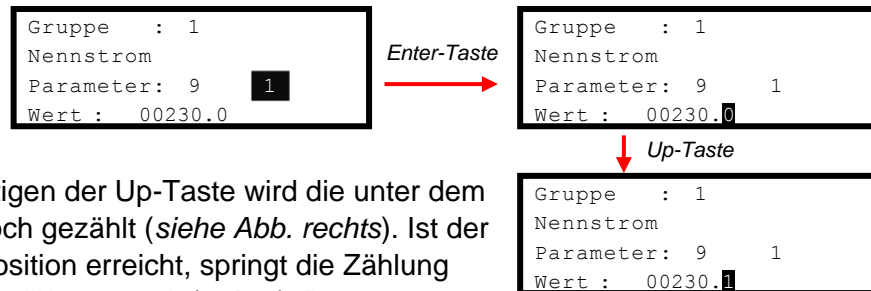 Gruppe : 1
Nennstrom
Parameter: 9 1
Wert : 00230.0
Enter-Taste
Gruppe : 1
Nennstrom
Parameter: 9 1
Wert : 00230.0
Up-Taste
tigen der Up-Taste wird die unter dem
och gezählt (siehe Abb. rechts). Ist der
osition erreicht, springt die Zählung
Gruppe : 1
Nennstrom
Parameter: 9 1
Wert : 00230.1